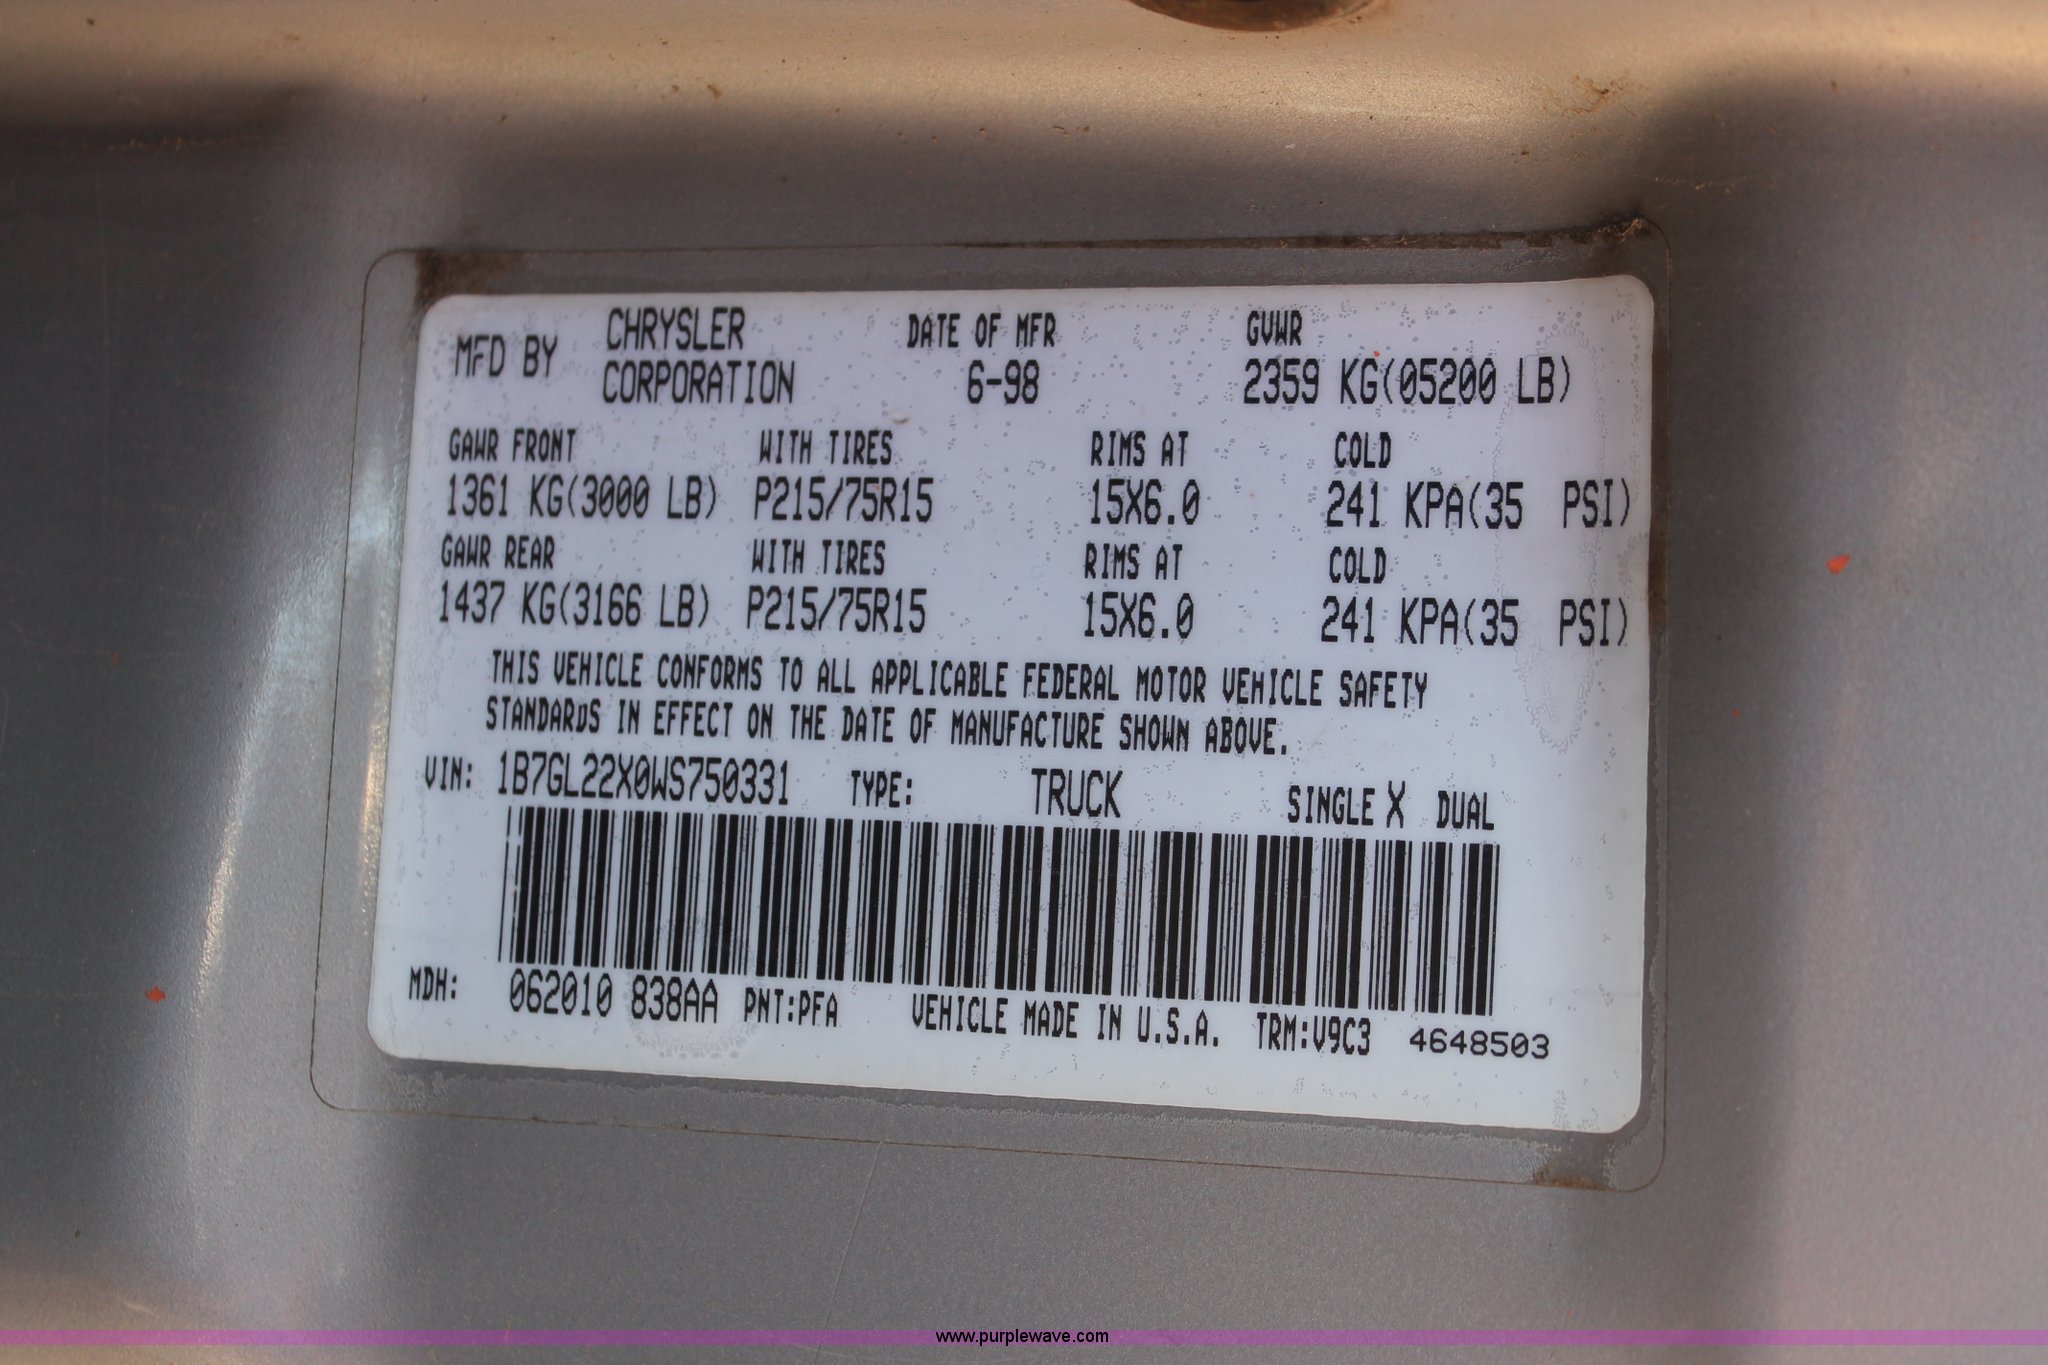 MFD BY CHRYSLER CORPORATION DATE OF MFR 6-98 GVWR 2359 KG(05200 LB)
GAWR FRONT WITH TIRES RIMS AT COLD
1361 KG(3000 LB) P215/75R15 15X6.0 241 KPA(35 PSI)
GAWR REAR WITH TIRES RIMS AT COLD
1437 KG(3166 LB) P215/75R15 15X6.0 241 KPA(35 PSI)
THIS VEHICLE CONFORMS TO ALL APPLICABLE FEDERAL MOTOR VEHICLE SAFETY
STANDARDS IN EFFECT ON THE DATE OF MANUFACTURE SHOWN ABOVE.
VIN: 1B7GL22X0WS750331 TYPE: TRUCK SINGLE X DUAL
MDH: 062010 838AA PNT:PFA VEHICLE MADE IN U.S.A. TRM:V9C3 4648503
www.purplewave.com